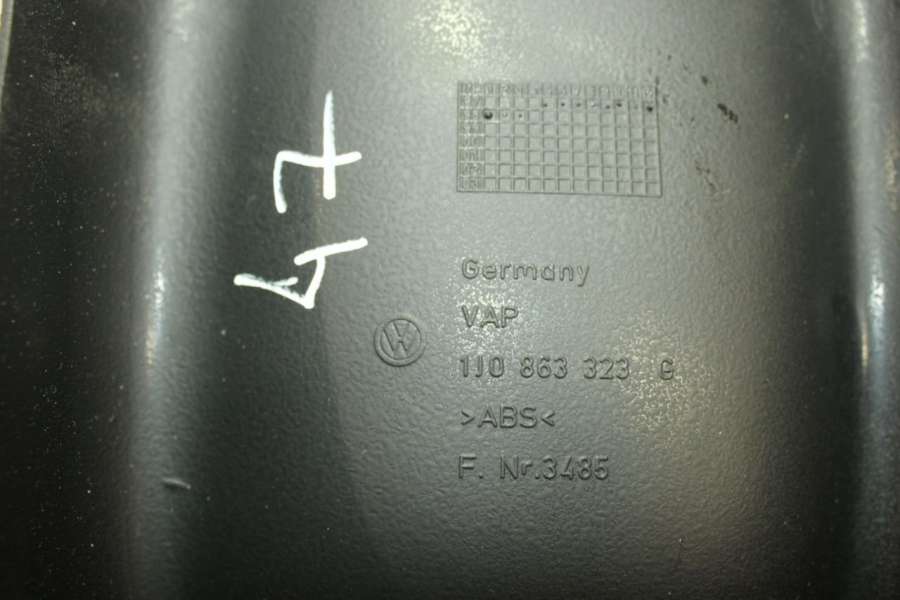 47
Germany
VAP
1J0 863 323 G
>ABS<
F. Nr.3485